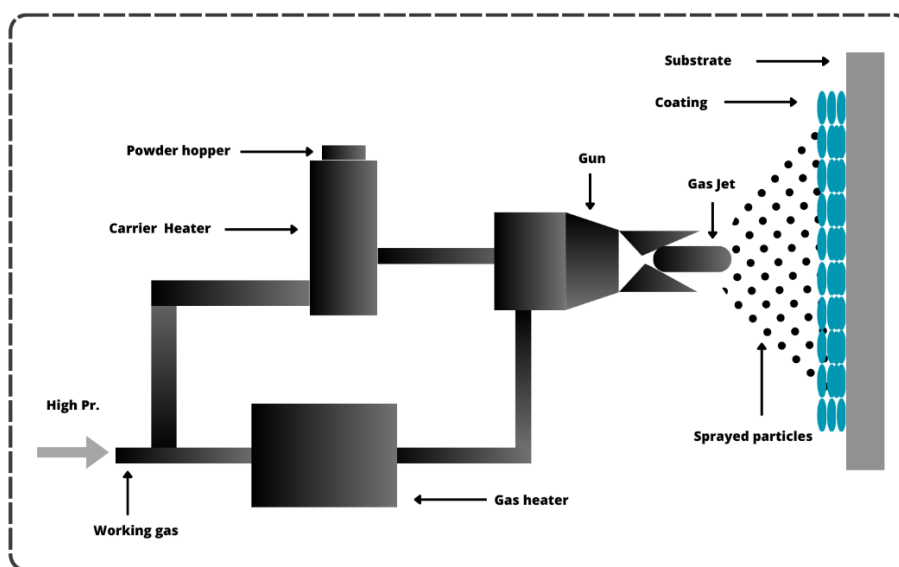 Substrate
Coating
Powder hopper
Gun
Gas Jet
Carrier Heater
High Pr.
Sprayed particles
Gas heater
Working gas